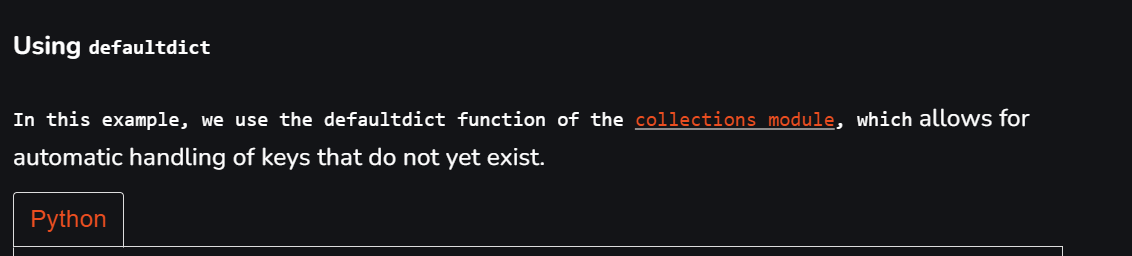 Using defaultdict
In this example, we use the defaultdict function of the collections module, which allows for
automatic handling of keys that do not yet exist.
Python